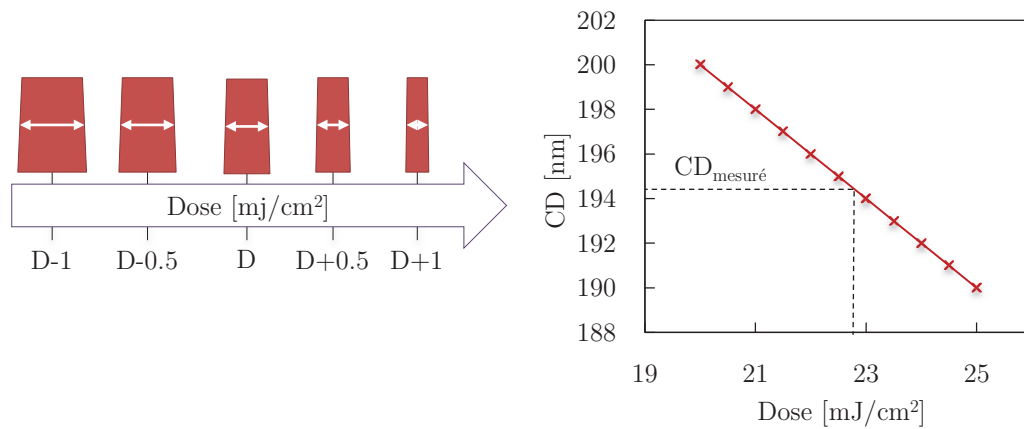 Dose [mj/cm²]
D-1 D-0.5 D D+0.5 D+1
202
200
198
196
194
192
190
188
CD [nm]
CD_mesuré
19 21 23 25
Dose [mJ/cm²]